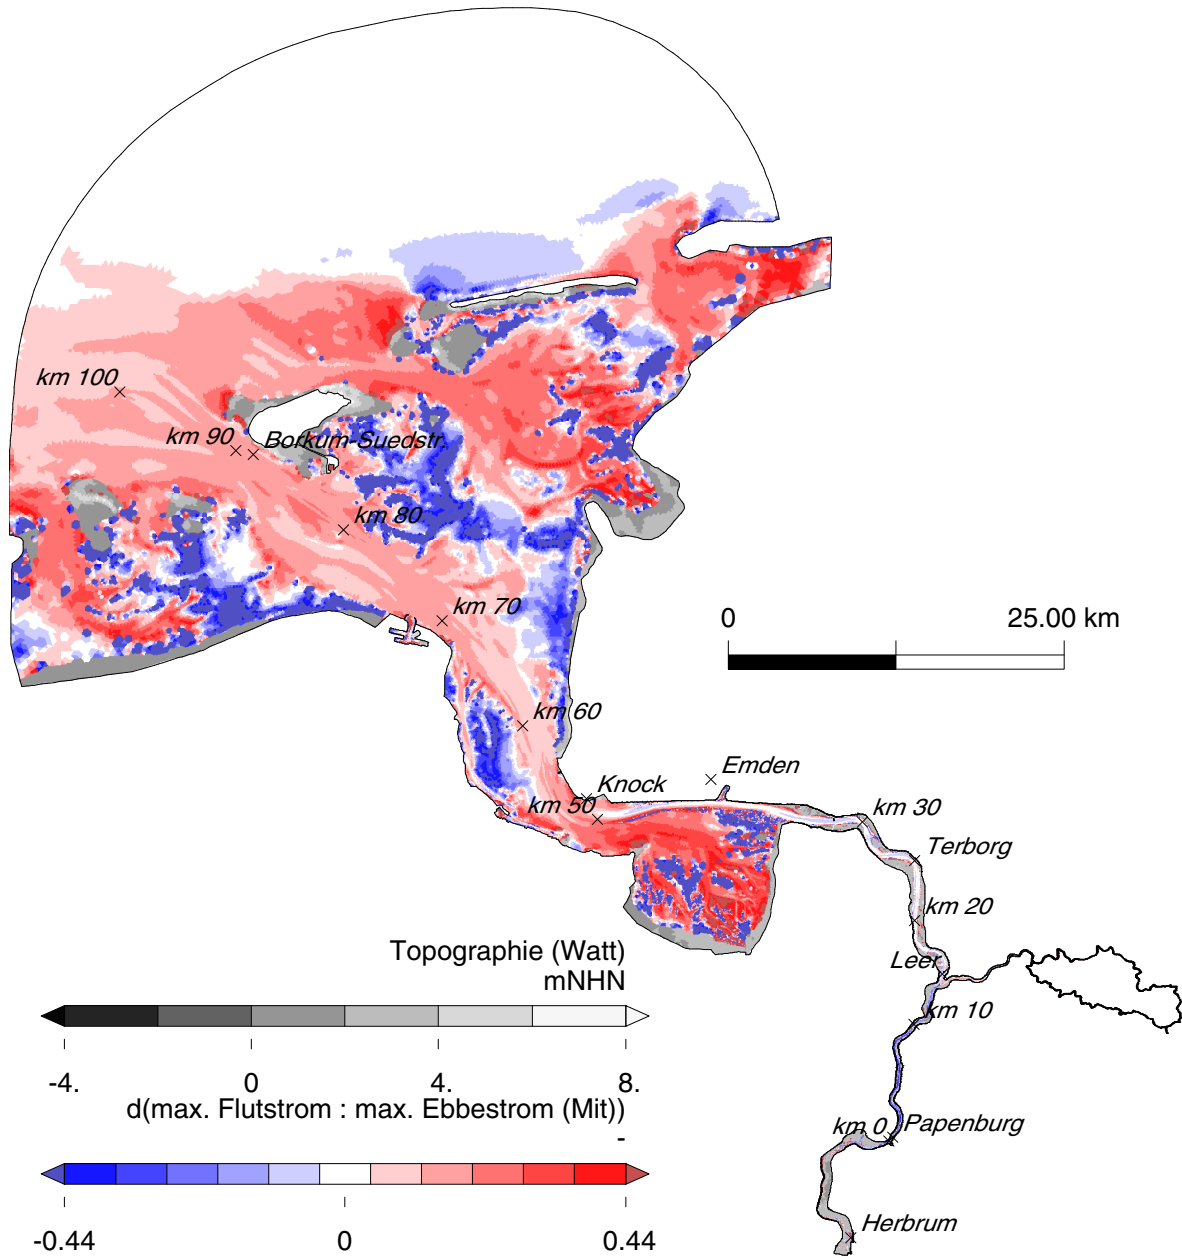 km 100
km 90
Borkum-Suedstr.
km 80
km 70
0
25.00 km
km 60
Emden
Knock
km 50
km 30
Terborg
km 20
Leer
km 10
km 0
Papenburg
Herbrum
Topographie (Watt)
mNHN
-4.
0
4.
8.
d(max. Flutstrom : max. Ebbestrom (Mit))
-
-0.44
0
0.44